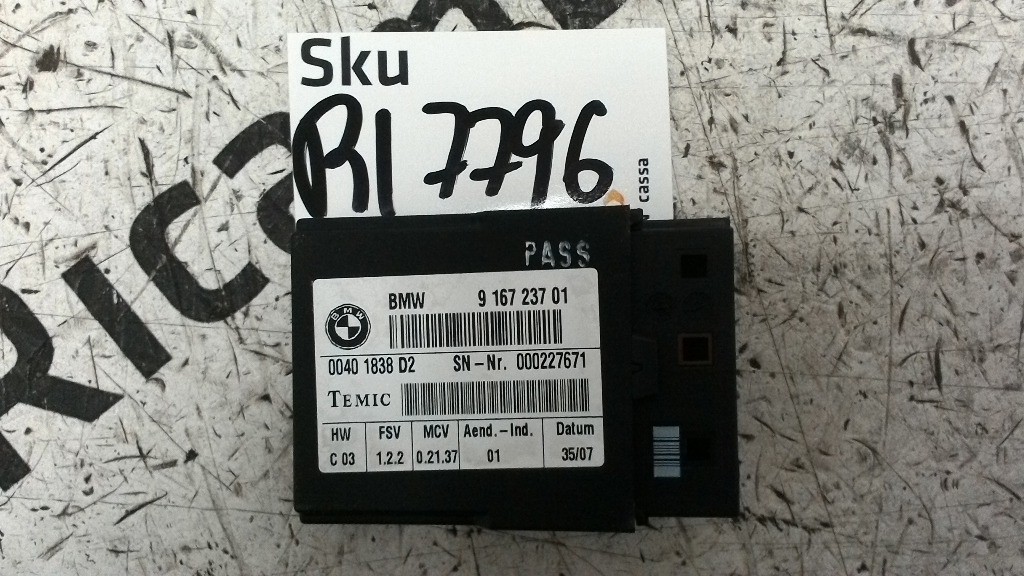 Sku
RI 7796
N cassa
PASS
BMW 9 167 237 01
BMW
0040 1838 D2 SN-Nr. 000227671
TEMIC
HW FSV MCV Aend.-Ind. Datum
C 03 1.2.2 0.21.37 01 35/07